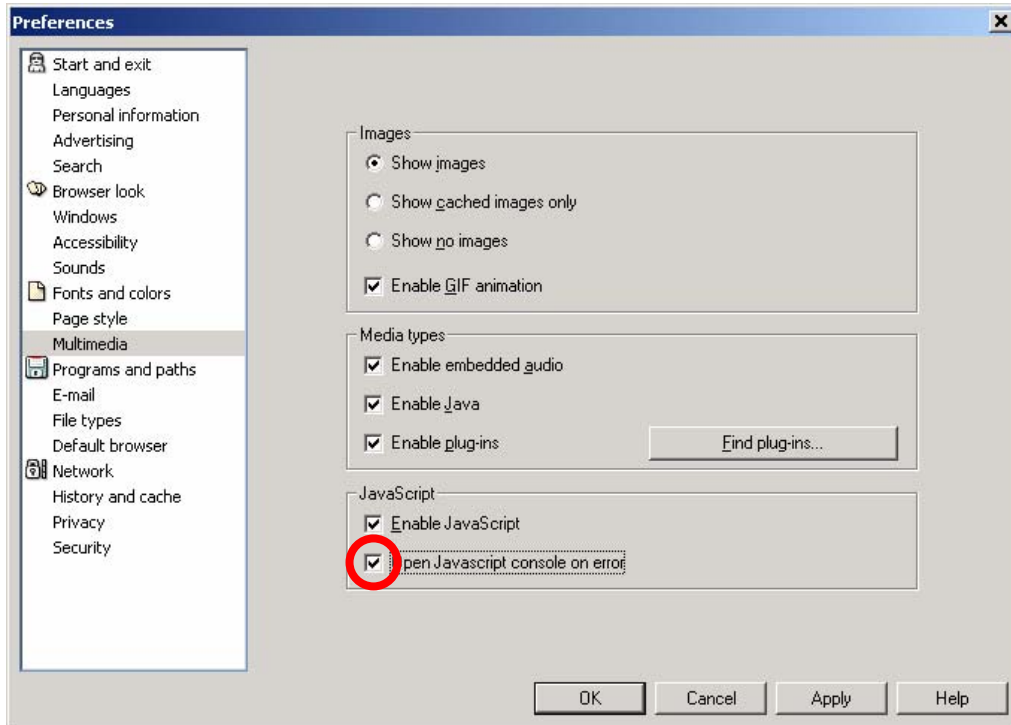 Preferences
Start and exit
Languages
Personal information
Advertising
Search
Browser look
Windows
Accessibility
Sounds
Fonts and colors
Page style
Multimedia
Programs and paths
E-mail
File types
Default browser
Network
History and cache
Privacy
Security
Images
Show images
Show cached images only
Show no images
Enable GIF animation
Media types
Enable embedded audio
Enable Java
Enable plug-ins
Find plug-ins...
JavaScript
Enable JavaScript
Open Javascript console on error
OK Cancel Apply Help